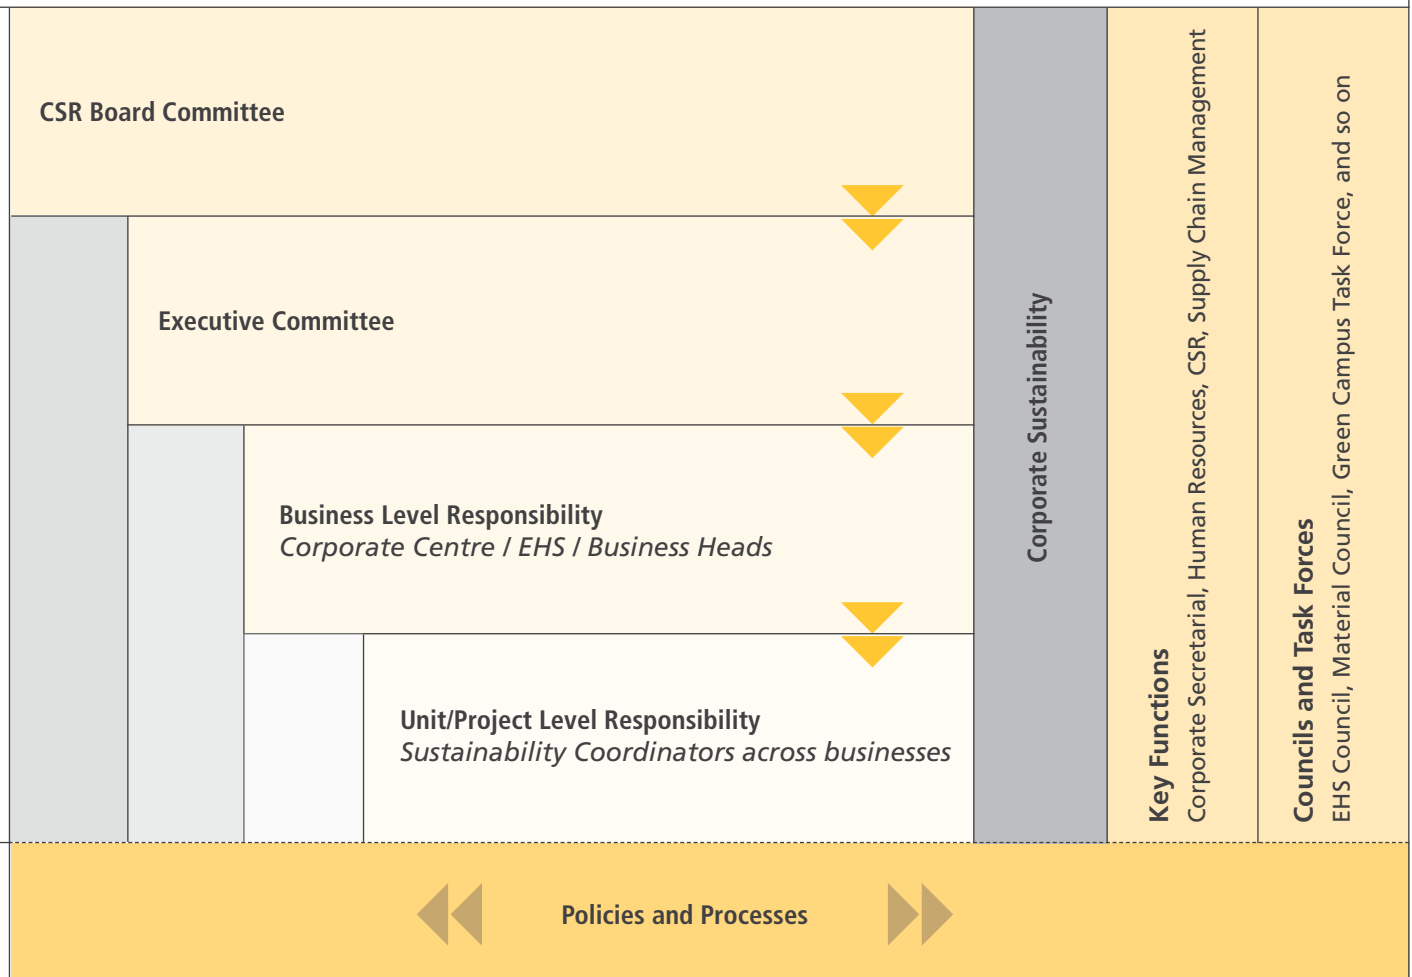 CSR Board Committee
Executive Committee
Business Level Responsibility
Corporate Centre / EHS / Business Heads
Unit/Project Level Responsibility
Sustainability Coordinators across businesses
Corporate Sustainability
Key Functions
Corporate Secretarial, Human Resources, CSR, Supply Chain Management
Councils and Task Forces
EHS Council, Material Council, Green Campus Task Force, and so on
Policies and Processes